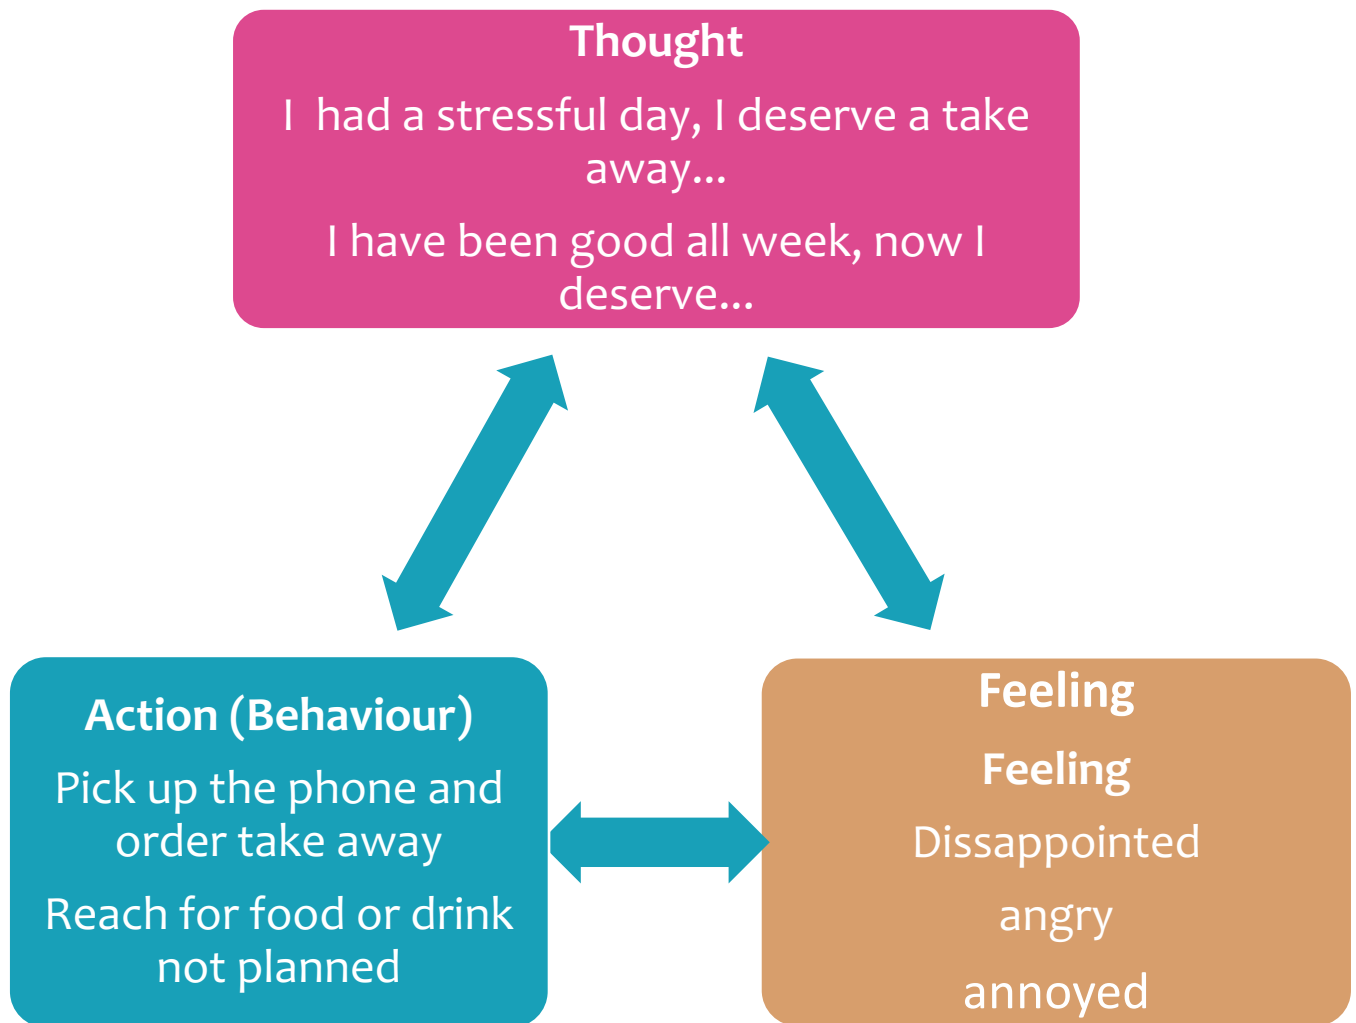 Thought
I had a stressful day, I deserve a take
away...
I have been good all week, now I
deserve...
Action (Behaviour)
Pick up the phone and
order take away
Reach for food or drink
not planned
Feeling
Feeling
Dissappointed
angry
annoyed